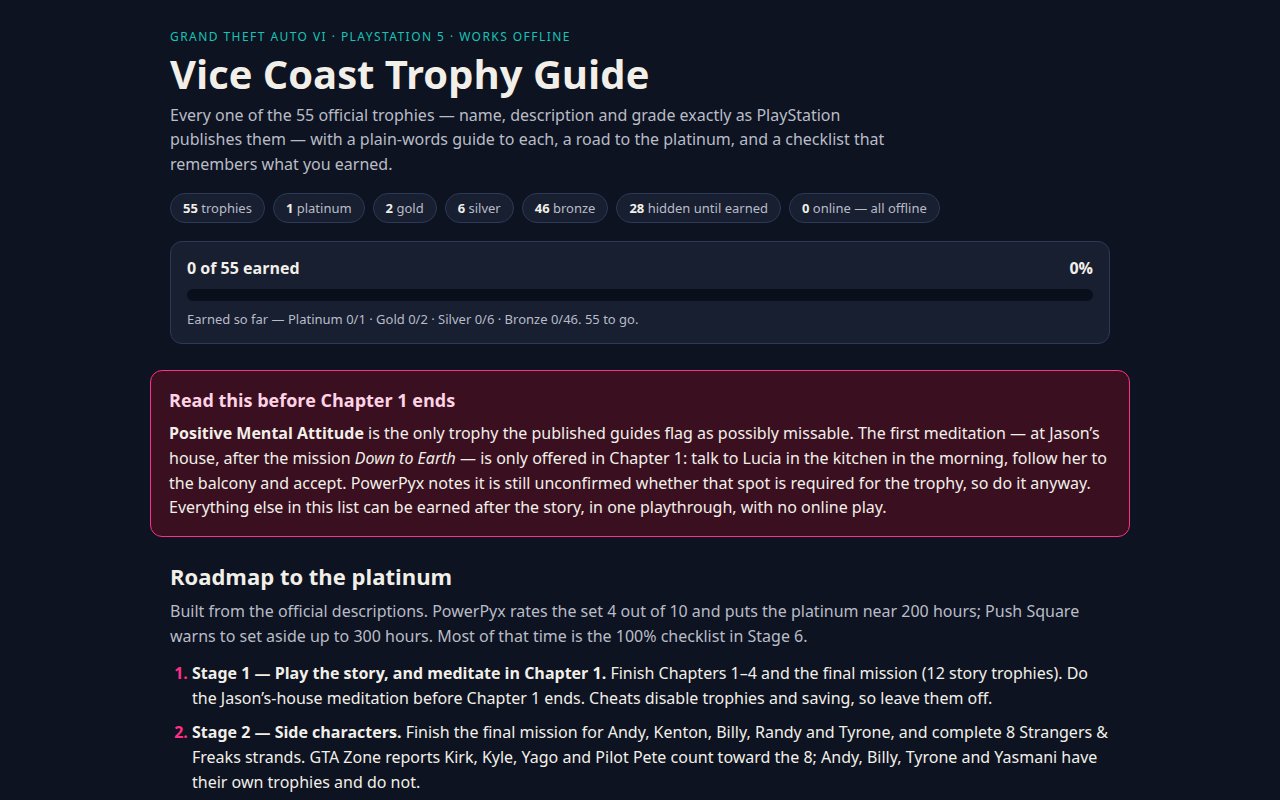 GRAND THEFT AUTO VI · PLAYSTATION 5 · WORKS OFFLINE
Vice Coast Trophy Guide
Every one of the 55 official trophies — name, description and grade exactly as PlayStation
publishes them — with a plain-words guide to each, a road to the platinum, and a checklist that
remembers what you earned.
55 trophies 1 platinum 2 gold 6 silver 46 bronze 28 hidden until earned 0 online — all offline
0 of 55 earned 0%
Earned so far — Platinum 0/1 · Gold 0/2 · Silver 0/6 · Bronze 0/46. 55 to go.
Read this before Chapter 1 ends
Positive Mental Attitude is the only trophy the published guides flag as possibly missable. The first meditation — at Jason’s
house, after the mission Down to Earth — is only offered in Chapter 1: talk to Lucia in the kitchen in the morning, follow her to
the balcony and accept. PowerPyx notes it is still unconfirmed whether that spot is required for the trophy, so do it anyway.
Everything else in this list can be earned after the story, in one playthrough, with no online play.
Roadmap to the platinum
Built from the official descriptions. PowerPyx rates the set 4 out of 10 and puts the platinum near 200 hours; Push Square
warns to set aside up to 300 hours. Most of that time is the 100% checklist in Stage 6.
1. Stage 1 — Play the story, and meditate in Chapter 1. Finish Chapters 1–4 and the final mission (12 story trophies). Do
the Jason’s-house meditation before Chapter 1 ends. Cheats disable trophies and saving, so leave them off.
2. Stage 2 — Side characters. Finish the final mission for Andy, Kenton, Billy, Randy and Tyrone, and complete 8 Strangers &
Freaks strands. GTA Zone reports Kirk, Kyle, Yago and Pilot Pete count toward the 8; Andy, Billy, Tyrone and Yasmani have
their own trophies and do not.